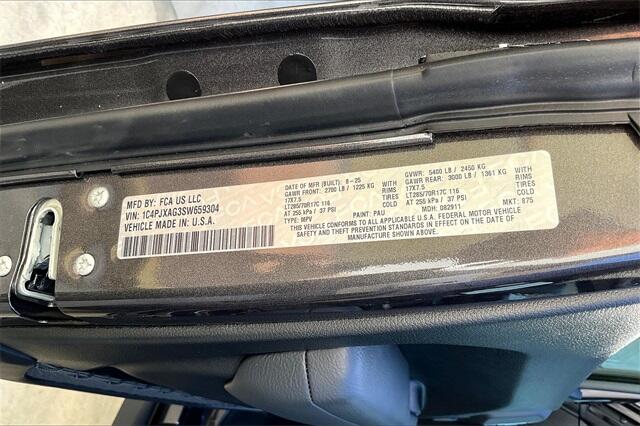 MFD BY: FCA US LLC
VIN: 1C4PJXAG3SW659304
VEHICLE MADE IN: U.S.A.
DATE OF MFR (BUILT): 8-25
GAWR FRONT: 2700 LB / 1225 KG WITH
17X7.5 RIMS
LT285/70R17C 116 TIRES
AT 255 kPa / 37 PSI COLD
TYPE: MPV PAINT: PAU
GVWR: 5400 LB / 2450 KG
GAWR REAR: 3000 LB / 1361 KG WITH
17X7.5 RIMS
LT285/70R17C 116 TIRES
AT 255 kPa / 37 PSI COLD
MDH: 082911 MKT: 875
THIS VEHICLE CONFORMS TO ALL APPLICABLE U.S.A. FEDERAL MOTOR VEHICLE
SAFETY AND THEFT PREVENTION STANDARDS IN EFFECT ON THE DATE OF
MANUFACTURE SHOWN ABOVE.